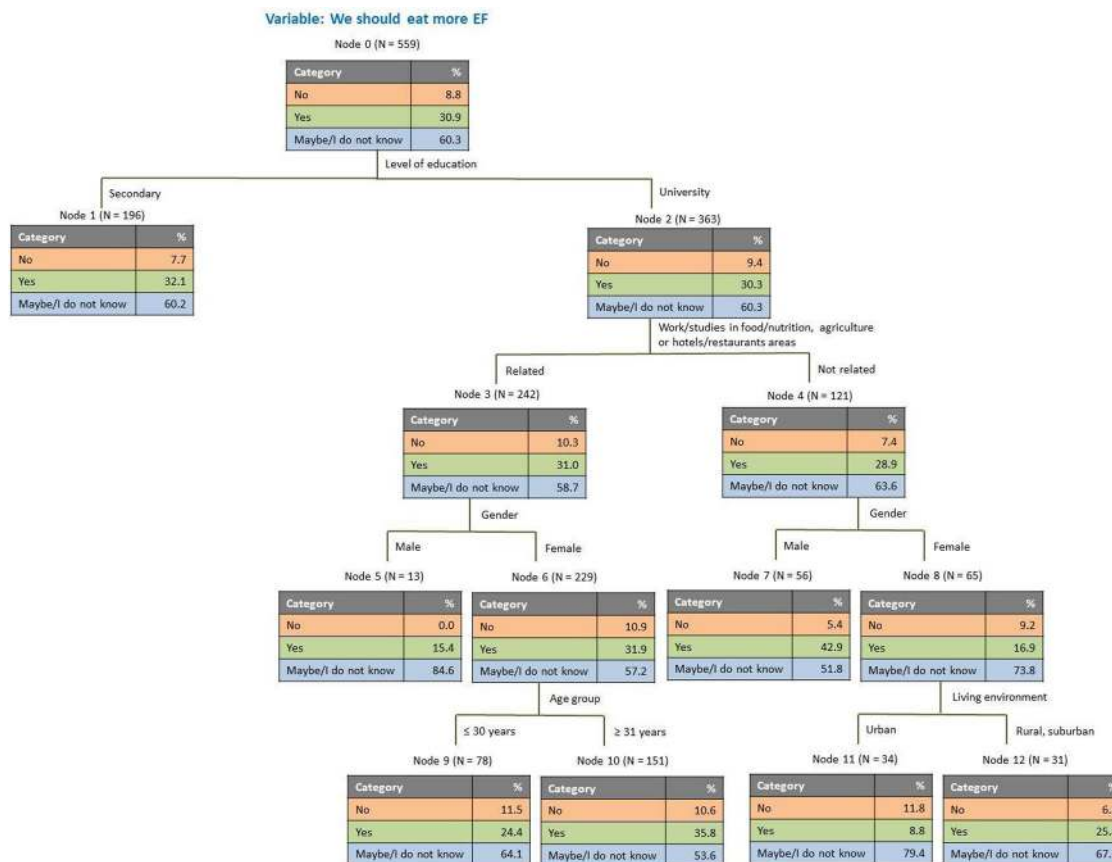 Variable: We should eat more EF
Node 0 (N = 559)
Category %
No 8.8
Yes 30.9
Maybe/I do not know 60.3
Level of education
Secondary
University
Node 1 (N = 196)
Category %
No 7.7
Yes 32.1
Maybe/I do not know 60.2
Node 2 (N = 363)
Category %
No 9.4
Yes 30.3
Maybe/I do not know 60.3
Work/studies in food/nutrition, agriculture
or hotels/restaurants areas
Related
Not related
Node 3 (N = 242)
Category %
No 10.3
Yes 31.0
Maybe/I do not know 58.7
Node 4 (N = 121)
Category %
No 7.4
Yes 28.9
Maybe/I do not know 63.6
Gender
Male
Female
Gender
Male
Female
Node 5 (N = 13)
Category %
No 0.0
Yes 15.4
Maybe/I do not know 84.6
Node 6 (N = 229)
Category %
No 10.9
Yes 31.9
Maybe/I do not know 57.2
Node 7 (N = 56)
Category %
No 5.4
Yes 42.9
Maybe/I do not know 51.8
Node 8 (N = 65)
Category %
No 9.2
Yes 16.9
Maybe/I do not know 73.8
Age group
≤ 30 years
≥ 31 years
Living environment
Urban
Rural, suburban
Node 9 (N = 78)
Category %
No 11.5
Yes 24.4
Maybe/I do not know 64.1
Node 10 (N = 151)
Category %
No 10.6
Yes 35.8
Maybe/I do not know 53.6
Node 11 (N = 34)
Category %
No 11.8
Yes 8.8
Maybe/I do not know 79.4
Node 12 (N = 31)
Category
No 6.
Yes 25.
Maybe/I do not know 67.